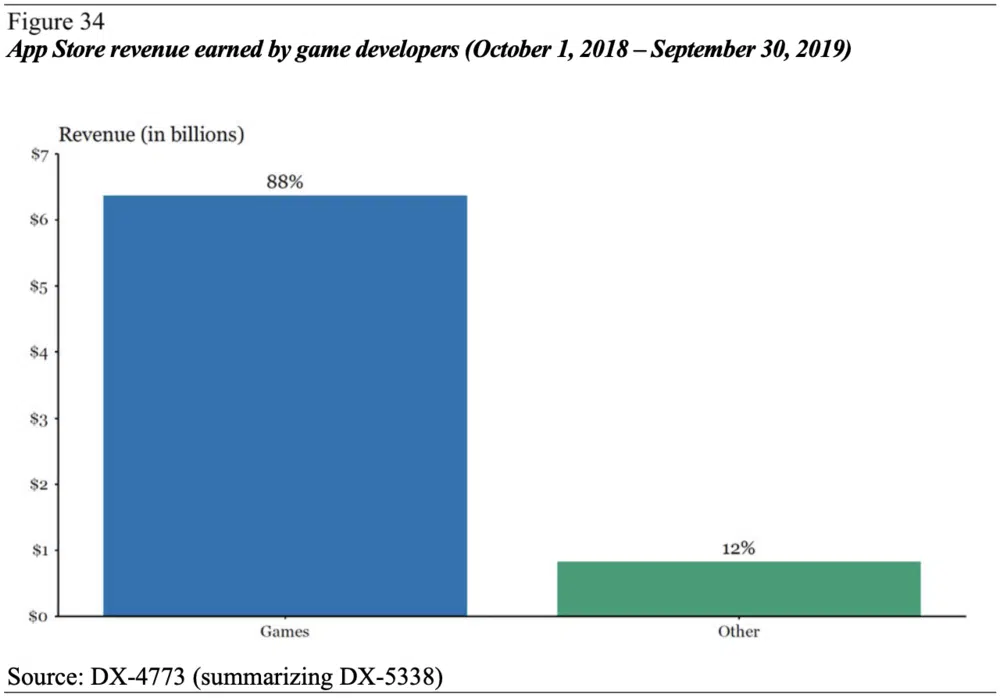 Figure 34
App Store revenue earned by game developers (October 1, 2018 – September 30, 2019)
Revenue (in billions)
$7
88%
$6
$5
$4
$3
$2
$1
12%
$0
Games Other
Source: DX-4773 (summarizing DX-5338)